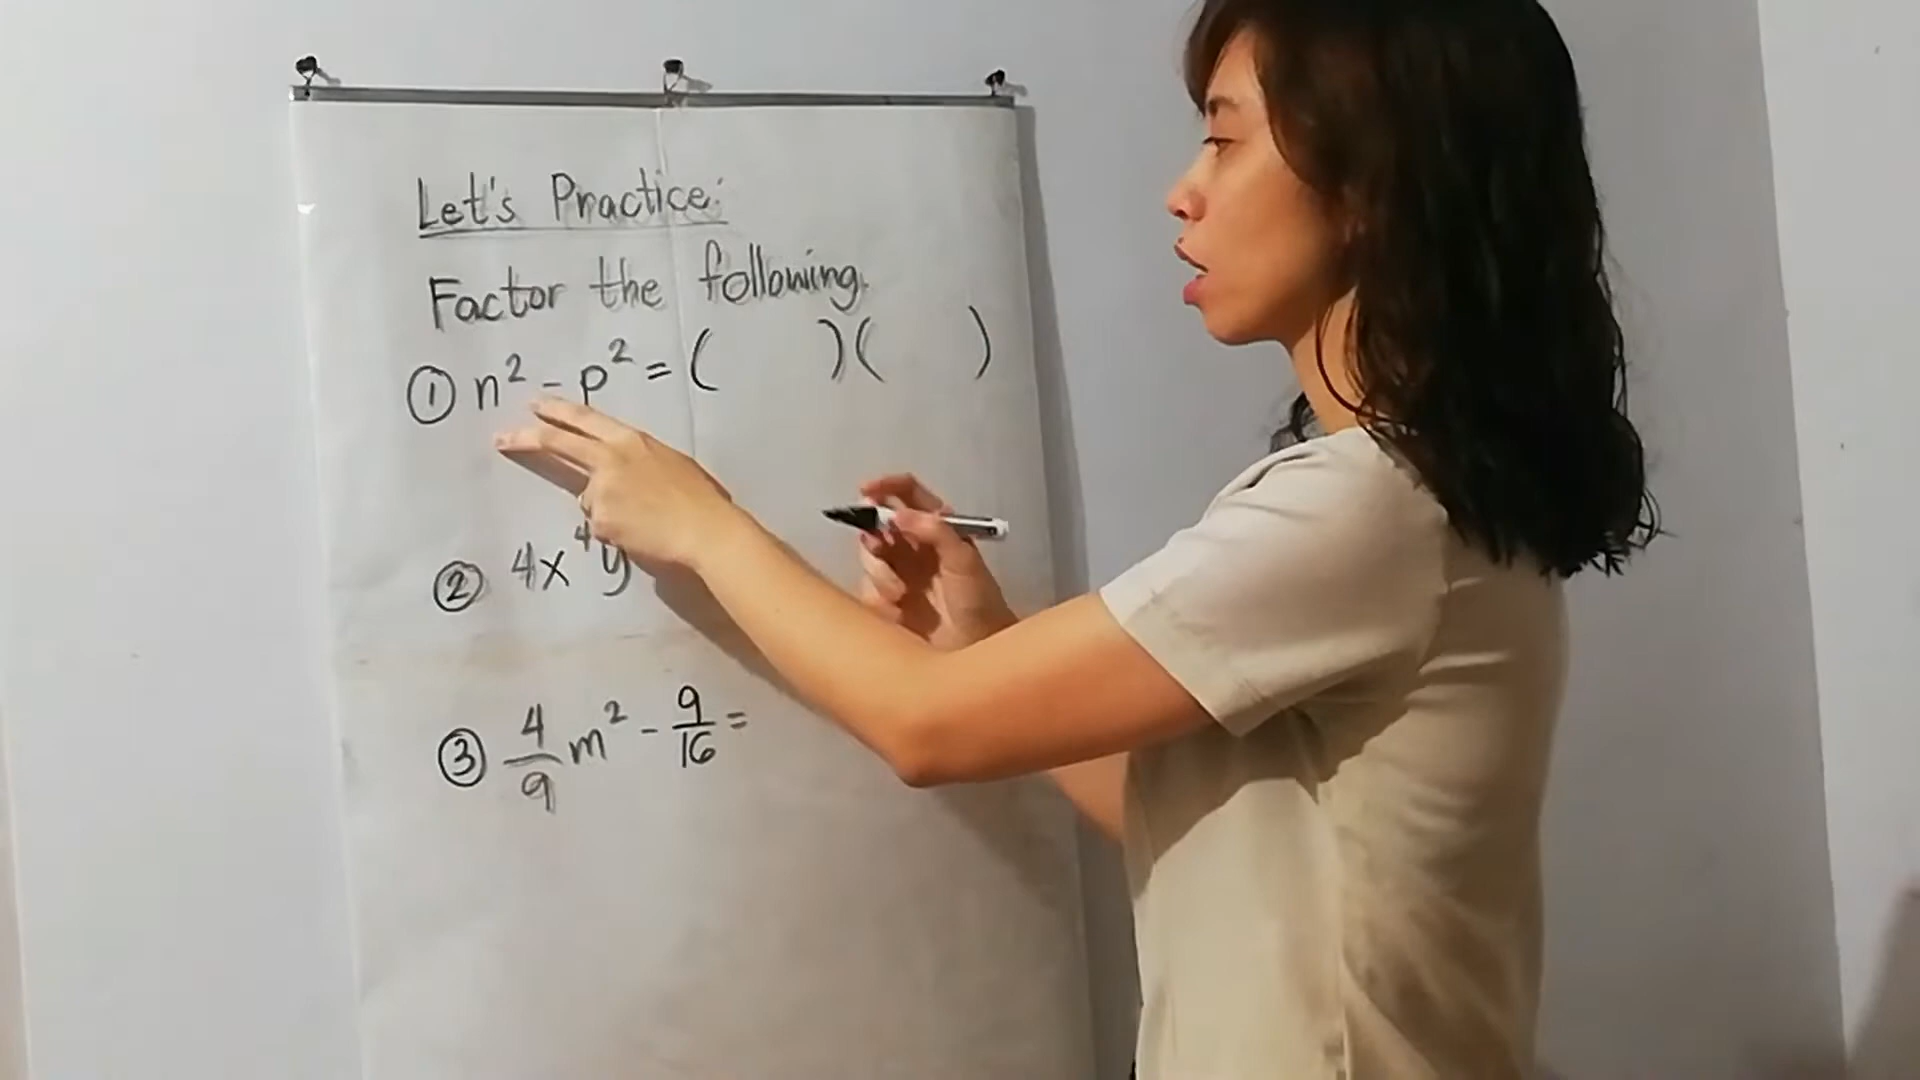 Let's Practice:
Factor the following.
① n² - p² = (      )(      )
② 4x⁴y
③ 4/9 m² - 9/16 =